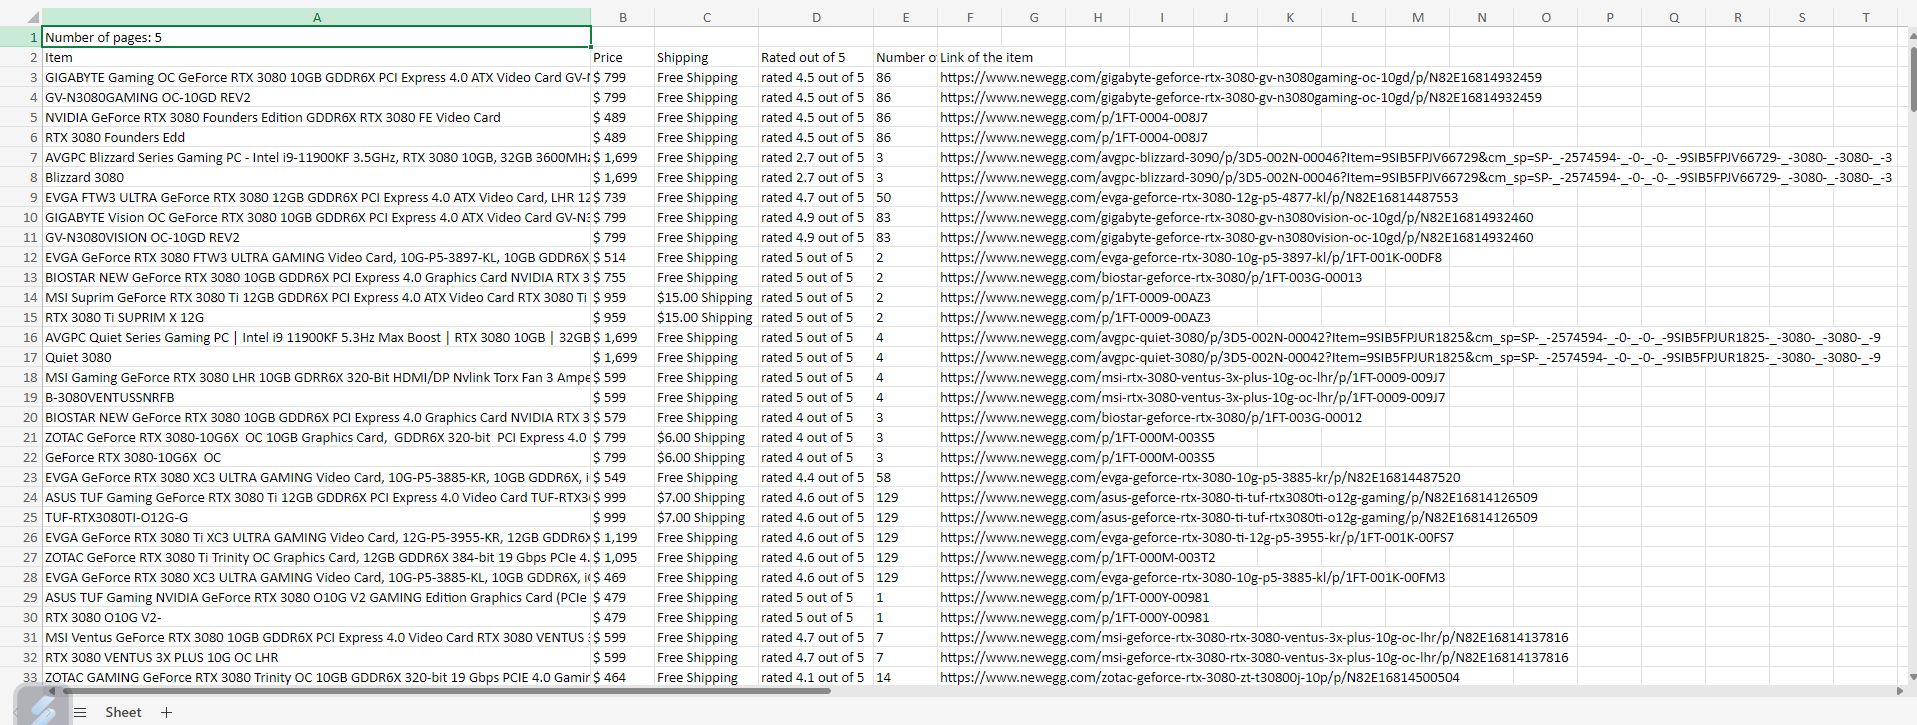 A B C D E F G H I J K L M N O P Q R S T
1 Number of pages: 5
2 Item Price Shipping Rated out of 5 Number o Link of the item
3 GIGABYTE Gaming OC GeForce RTX 3080 10GB GDDR6X PCI Express 4.0 ATX Video Card GV-N $ 799 Free Shipping rated 4.5 out of 5 86 https://www.newegg.com/gigabyte-geforce-rtx-3080-gv-n3080gaming-oc-10gd/p/N82E16814932459
4 GV-N3080GAMING OC-10GD REV2 $ 799 Free Shipping rated 4.5 out of 5 86 https://www.newegg.com/gigabyte-geforce-rtx-3080-gv-n3080gaming-oc-10gd/p/N82E16814932459
5 NVIDIA GeForce RTX 3080 Founders Edition GDDR6X RTX 3080 FE Video Card $ 489 Free Shipping rated 4.5 out of 5 86 https://www.newegg.com/p/1FT-0004-008J7
6 RTX 3080 Founders Edd $ 489 Free Shipping rated 4.5 out of 5 86 https://www.newegg.com/p/1FT-0004-008J7
7 AVGPC Blizzard Series Gaming PC - Intel i9-11900KF 3.5GHz, RTX 3080 10GB, 32GB 3600MHz $ 1,699 Free Shipping rated 2.7 out of 5 3 https://www.newegg.com/avgpc-blizzard-3090/p/3D5-002N-00046?Item=9SIB5FPJV66729&cm_sp=SP-_-2574594-_-0-_-0-_-9SIB5FPJV66729-_-3080-_-3080-_-3
8 Blizzard 3080 $ 1,699 Free Shipping rated 2.7 out of 5 3 https://www.newegg.com/avgpc-blizzard-3090/p/3D5-002N-00046?Item=9SIB5FPJV66729&cm_sp=SP-_-2574594-_-0-_-0-_-9SIB5FPJV66729-_-3080-_-3080-_-3
9 EVGA FTW3 ULTRA GeForce RTX 3080 12GB GDDR6X PCI Express 4.0 ATX Video Card, LHR 12 $ 739 Free Shipping rated 4.7 out of 5 50 https://www.newegg.com/evga-geforce-rtx-3080-12g-p5-4877-kl/p/N82E16814487553
10 GIGABYTE Vision OC GeForce RTX 3080 10GB GDDR6X PCI Express 4.0 ATX Video Card GV-N3 $ 799 Free Shipping rated 4.9 out of 5 83 https://www.newegg.com/gigabyte-geforce-rtx-3080-gv-n3080vision-oc-10gd/p/N82E16814932460
11 GV-N3080VISION OC-10GD REV2 $ 799 Free Shipping rated 4.9 out of 5 83 https://www.newegg.com/gigabyte-geforce-rtx-3080-gv-n3080vision-oc-10gd/p/N82E16814932460
12 EVGA GeForce RTX 3080 FTW3 ULTRA GAMING Video Card, 10G-P5-3897-KL, 10GB GDDR6X, $ 514 Free Shipping rated 5 out of 5 2 https://www.newegg.com/evga-geforce-rtx-3080-10g-p5-3897-kl/p/1FT-001K-00DF8
13 BIOSTAR NEW GeForce RTX 3080 10GB GDDR6X PCI Express 4.0 Graphics Card NVIDIA RTX 3 $ 755 Free Shipping rated 5 out of 5 2 https://www.newegg.com/biostar-geforce-rtx-3080/p/1FT-003G-00013
14 MSI Suprim GeForce RTX 3080 Ti 12GB GDDR6X PCI Express 4.0 ATX Video Card RTX 3080 Ti $ 959 $15.00 Shipping rated 5 out of 5 2 https://www.newegg.com/p/1FT-0009-00AZ3
15 RTX 3080 Ti SUPRIM X 12G $ 959 $15.00 Shipping rated 5 out of 5 2 https://www.newegg.com/p/1FT-0009-00AZ3
16 AVGPC Quiet Series Gaming PC | Intel i9 11900KF 5.3Hz Max Boost | RTX 3080 10GB | 32GB $ 1,699 Free Shipping rated 5 out of 5 4 https://www.newegg.com/avgpc-quiet-3080/p/3D5-002N-00042?Item=9SIB5FPJUR1825&cm_sp=SP-_-2574594-_-0-_-0-_-9SIB5FPJUR1825-_-3080-_-3080-_-9
17 Quiet 3080 $ 1,699 Free Shipping rated 5 out of 5 4 https://www.newegg.com/avgpc-quiet-3080/p/3D5-002N-00042?Item=9SIB5FPJUR1825&cm_sp=SP-_-2574594-_-0-_-0-_-9SIB5FPJUR1825-_-3080-_-3080-_-9
18 MSI Gaming GeForce RTX 3080 LHR 10GB GDRR6X 320-Bit HDMI/DP Nvlink Torx Fan 3 Ampe $ 599 Free Shipping rated 5 out of 5 4 https://www.newegg.com/msi-rtx-3080-ventus-3x-plus-10g-oc-lhr/p/1FT-0009-009J7
19 B-3080VENTUSSNRFB $ 599 Free Shipping rated 5 out of 5 4 https://www.newegg.com/msi-rtx-3080-ventus-3x-plus-10g-oc-lhr/p/1FT-0009-009J7
20 BIOSTAR NEW GeForce RTX 3080 10GB GDDR6X PCI Express 4.0 Graphics Card NVIDIA RTX 3 $ 579 Free Shipping rated 4 out of 5 3 https://www.newegg.com/biostar-geforce-rtx-3080/p/1FT-003G-00012
21 ZOTAC GeForce RTX 3080-10G6X OC 10GB Graphics Card, GDDR6X 320-bit PCI Express 4.0 $ 799 $6.00 Shipping rated 4 out of 5 3 https://www.newegg.com/p/1FT-000M-003S5
22 GeForce RTX 3080-10G6X OC $ 799 $6.00 Shipping rated 4 out of 5 3 https://www.newegg.com/p/1FT-000M-003S5
23 EVGA GeForce RTX 3080 XC3 ULTRA GAMING Video Card, 10G-P5-3885-KR, 10GB GDDR6X, i $ 549 Free Shipping rated 4.4 out of 5 58 https://www.newegg.com/evga-geforce-rtx-3080-10g-p5-3885-kr/p/N82E16814487520
24 ASUS TUF Gaming GeForce RTX 3080 Ti 12GB GDDR6X PCI Express 4.0 Video Card TUF-RTX30 $ 999 $7.00 Shipping rated 4.6 out of 5 129 https://www.newegg.com/asus-geforce-rtx-3080-ti-tuf-rtx3080ti-o12g-gaming/p/N82E16814126509
25 TUF-RTX3080TI-O12G-G $ 999 $7.00 Shipping rated 4.6 out of 5 129 https://www.newegg.com/asus-geforce-rtx-3080-ti-tuf-rtx3080ti-o12g-gaming/p/N82E16814126509
26 EVGA GeForce RTX 3080 Ti XC3 ULTRA GAMING Video Card, 12G-P5-3955-KR, 12GB GDDR6X $ 1,199 Free Shipping rated 4.6 out of 5 129 https://www.newegg.com/evga-geforce-rtx-3080-ti-12g-p5-3955-kr/p/1FT-001K-00FS7
27 ZOTAC GeForce RTX 3080 Ti Trinity OC Graphics Card, 12GB GDDR6X 384-bit 19 Gbps PCIe 4. $ 1,095 Free Shipping rated 4.6 out of 5 129 https://www.newegg.com/p/1FT-000M-003T2
28 EVGA GeForce RTX 3080 XC3 ULTRA GAMING Video Card, 10G-P5-3885-KL, 10GB GDDR6X, i $ 469 Free Shipping rated 4.6 out of 5 129 https://www.newegg.com/evga-geforce-rtx-3080-10g-p5-3885-kl/p/1FT-001K-00FM3
29 ASUS TUF Gaming NVIDIA GeForce RTX 3080 O10G V2 GAMING Edition Graphics Card (PCIe $ 479 Free Shipping rated 5 out of 5 1 https://www.newegg.com/p/1FT-000Y-00981
30 RTX 3080 O10G V2- $ 479 Free Shipping rated 5 out of 5 1 https://www.newegg.com/p/1FT-000Y-00981
31 MSI Ventus GeForce RTX 3080 10GB GDDR6X PCI Express 4.0 Video Card RTX 3080 VENTUS $ 599 Free Shipping rated 4.7 out of 5 7 https://www.newegg.com/msi-geforce-rtx-3080-rtx-3080-ventus-3x-plus-10g-oc-lhr/p/N82E16814137816
32 RTX 3080 VENTUS 3X PLUS 10G OC LHR $ 599 Free Shipping rated 4.7 out of 5 7 https://www.newegg.com/msi-geforce-rtx-3080-rtx-3080-ventus-3x-plus-10g-oc-lhr/p/N82E16814137816
33 ZOTAC GAMING GeForce RTX 3080 Trinity OC 10GB GDDR6X 320-bit 19 Gbps PCIE 4.0 Gamin $ 464 Free Shipping rated 4.1 out of 5 14 https://www.newegg.com/zotac-geforce-rtx-3080-zt-t30800j-10p/p/N82E16814500504
Sheet +